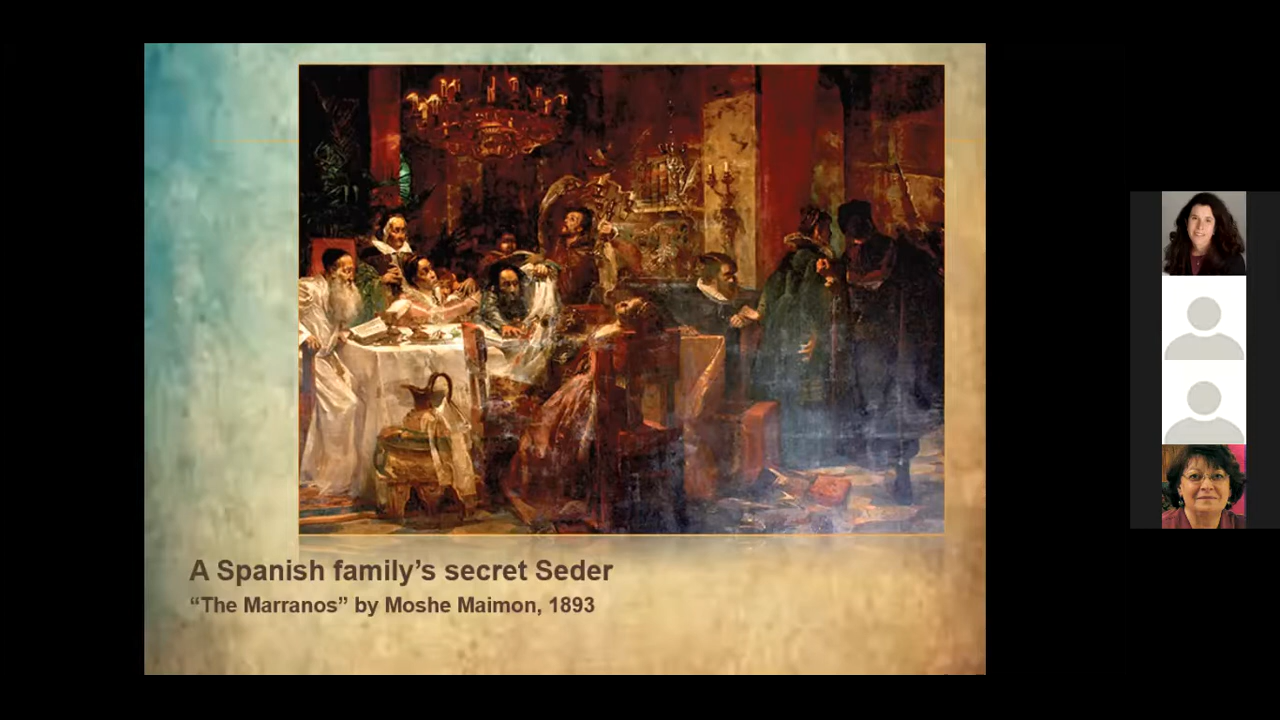 A Spanish family’s secret Seder
“The Marranos” by Moshe Maimon, 1893